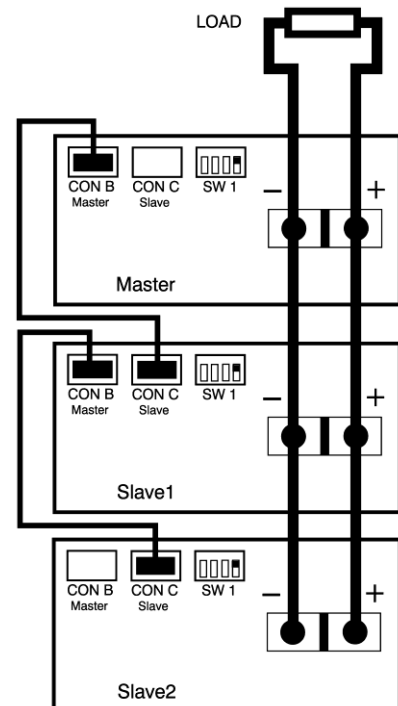 LOAD
CON B CON C SW 1
Master Slave
− +
Master
CON B CON C SW 1
Master Slave
− +
Slave1
CON B CON C SW 1
Master Slave
− +
Slave2